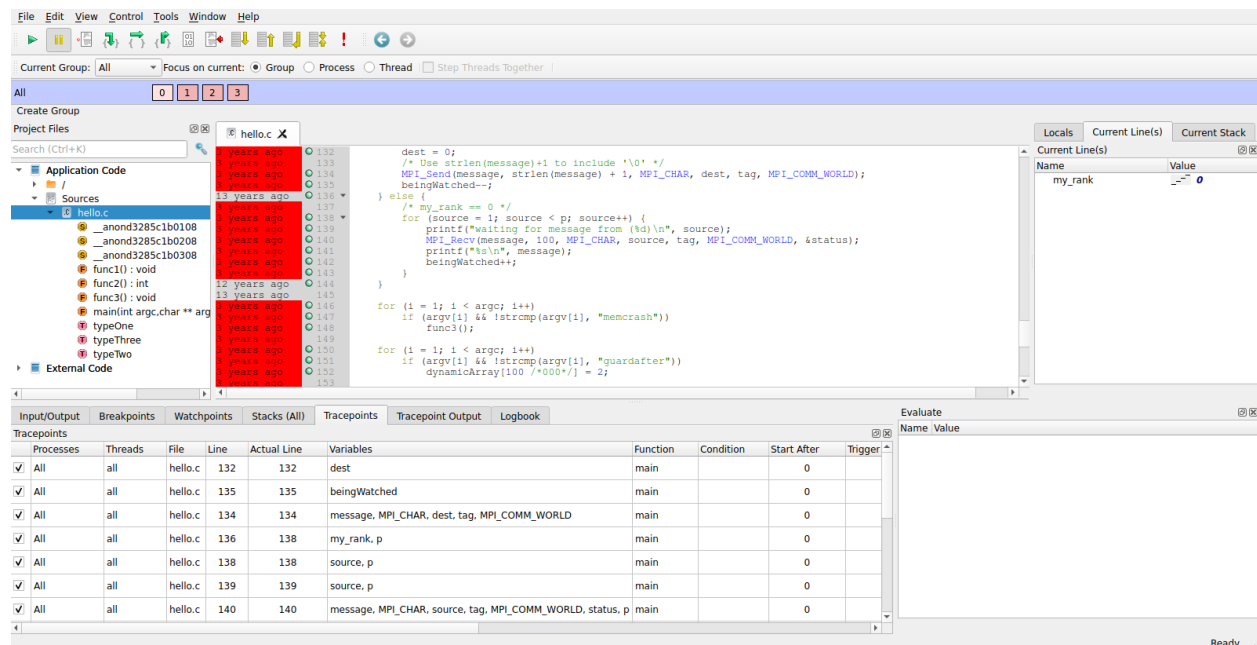 File Edit View Control Tools Window Help
Current Group: All Focus on current: Group Process Thread Step Threads Together
All 0 1 2 3
Create Group
Project Files
Search (Ctrl+K)
Application Code
/
Sources
hello.c
__anond3285c1b0108
__anond3285c1b0208
__anond3285c1b0308
func1() : void
func2() : int
func3() : void
main(int argc,char ** arg
typeOne
typeThree
typeTwo
External Code
hello.c
3 years ago 132 dest = 0;
3 years ago 133 /* Use strlen(message)+1 to include '\0' */
3 years ago 134 MPI_Send(message, strlen(message) + 1, MPI_CHAR, dest, tag, MPI_COMM_WORLD);
3 years ago 135 beingWatched--;
13 years ago 136 } else {
3 years ago 137 /* my_rank == 0 */
3 years ago 138 for (source = 1; source < p; source++) {
3 years ago 139 printf("waiting for message from (%d)\n", source);
3 years ago 140 MPI_Recv(message, 100, MPI_CHAR, source, tag, MPI_COMM_WORLD, &status);
3 years ago 141 printf("%s\n", message);
3 years ago 142 beingWatched++;
3 years ago 143 }
12 years ago 144 }
13 years ago 145
3 years ago 146 for (i = 1; i < argc; i++)
3 years ago 147 if (argv[i] && !strcmp(argv[i], "memcrash"))
3 years ago 148 func3();
3 years ago 149
3 years ago 150 for (i = 1; i < argc; i++)
3 years ago 151 if (argv[i] && !strcmp(argv[i], "guardafter"))
3 years ago 152 dynamicArray[100 /*000*/] = 2;
3 years ago 153
Locals Current Line(s) Current Stack
Current Line(s)
Name Value
my_rank 0
Input/Output Breakpoints Watchpoints Stacks (All) Tracepoints Tracepoint Output Logbook
Tracepoints
Processes Threads File Line Actual Line Variables Function Condition Start After Trigger
All all hello.c 132 132 dest main 0
All all hello.c 135 135 beingWatched main 0
All all hello.c 134 134 message, MPI_CHAR, dest, tag, MPI_COMM_WORLD main 0
All all hello.c 136 138 my_rank, p main 0
All all hello.c 138 138 source, p main 0
All all hello.c 139 139 source, p main 0
All all hello.c 140 140 message, MPI_CHAR, source, tag, MPI_COMM_WORLD, status, p main 0
Evaluate
Name Value
Ready